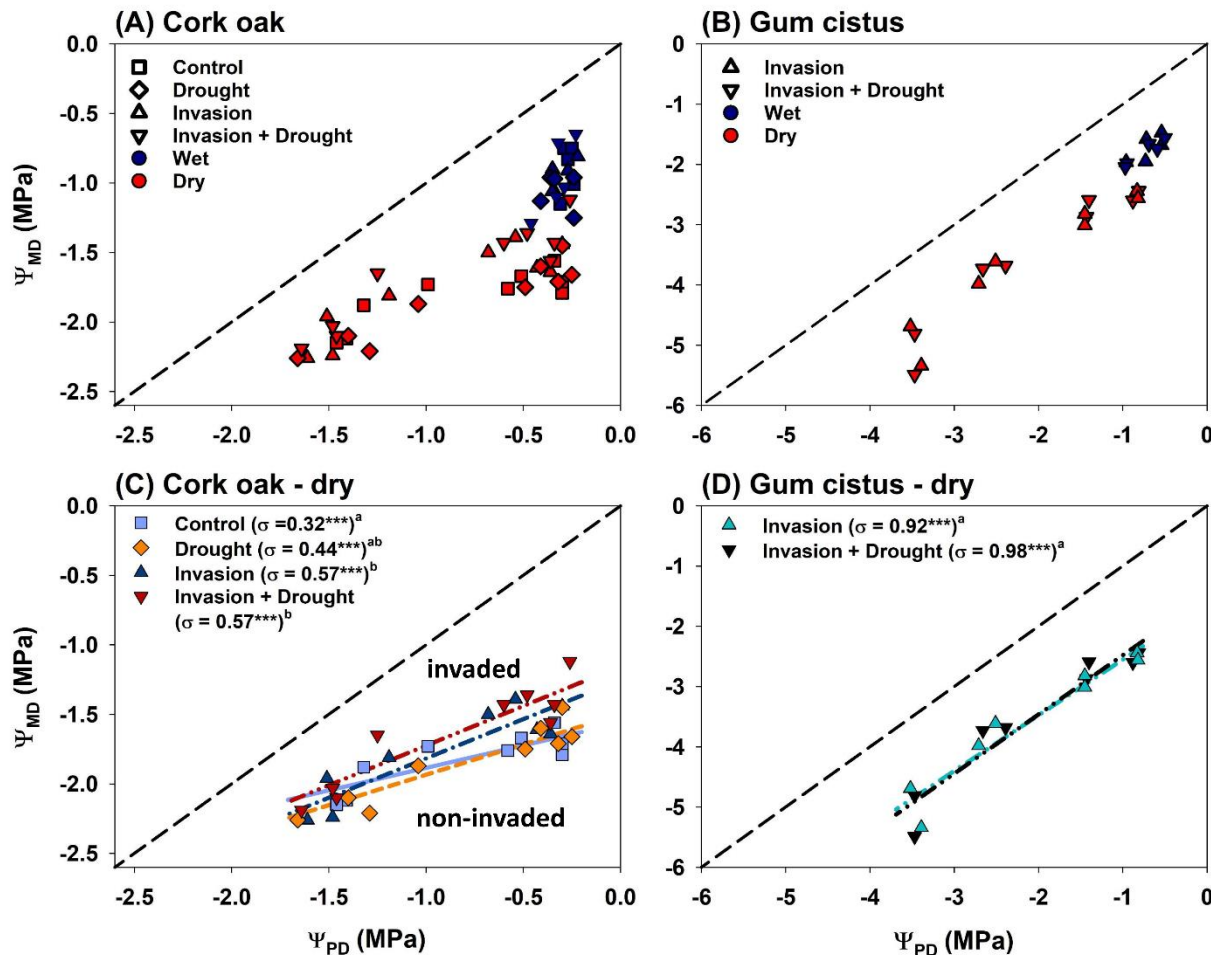 (A) Cork oak
0.0
-0.5
-1.0
-1.5
-2.0
-2.5
Ψ_MD (MPa)
Control
Drought
Invasion
Invasion + Drought
Wet
Dry
-2.5 -2.0 -1.5 -1.0 -0.5 0.0
(B) Gum cistus
0
-1
-2
-3
-4
-5
-6
Invasion
Invasion + Drought
Wet
Dry
-6 -5 -4 -3 -2 -1 0
(C) Cork oak - dry
0.0
-0.5
-1.0
-1.5
-2.0
-2.5
Ψ_MD (MPa)
Control (σ =0.32***)^a
Drought (σ = 0.44***)^ab
Invasion (σ = 0.57***)^b
Invasion + Drought
(σ = 0.57***)^b
invaded
non-invaded
-2.5 -2.0 -1.5 -1.0 -0.5 0.0
Ψ_PD (MPa)
(D) Gum cistus - dry
0
-1
-2
-3
-4
-5
-6
Invasion (σ = 0.92***)^a
Invasion + Drought (σ = 0.98***)^a
-6 -5 -4 -3 -2 -1 0
Ψ_PD (MPa)